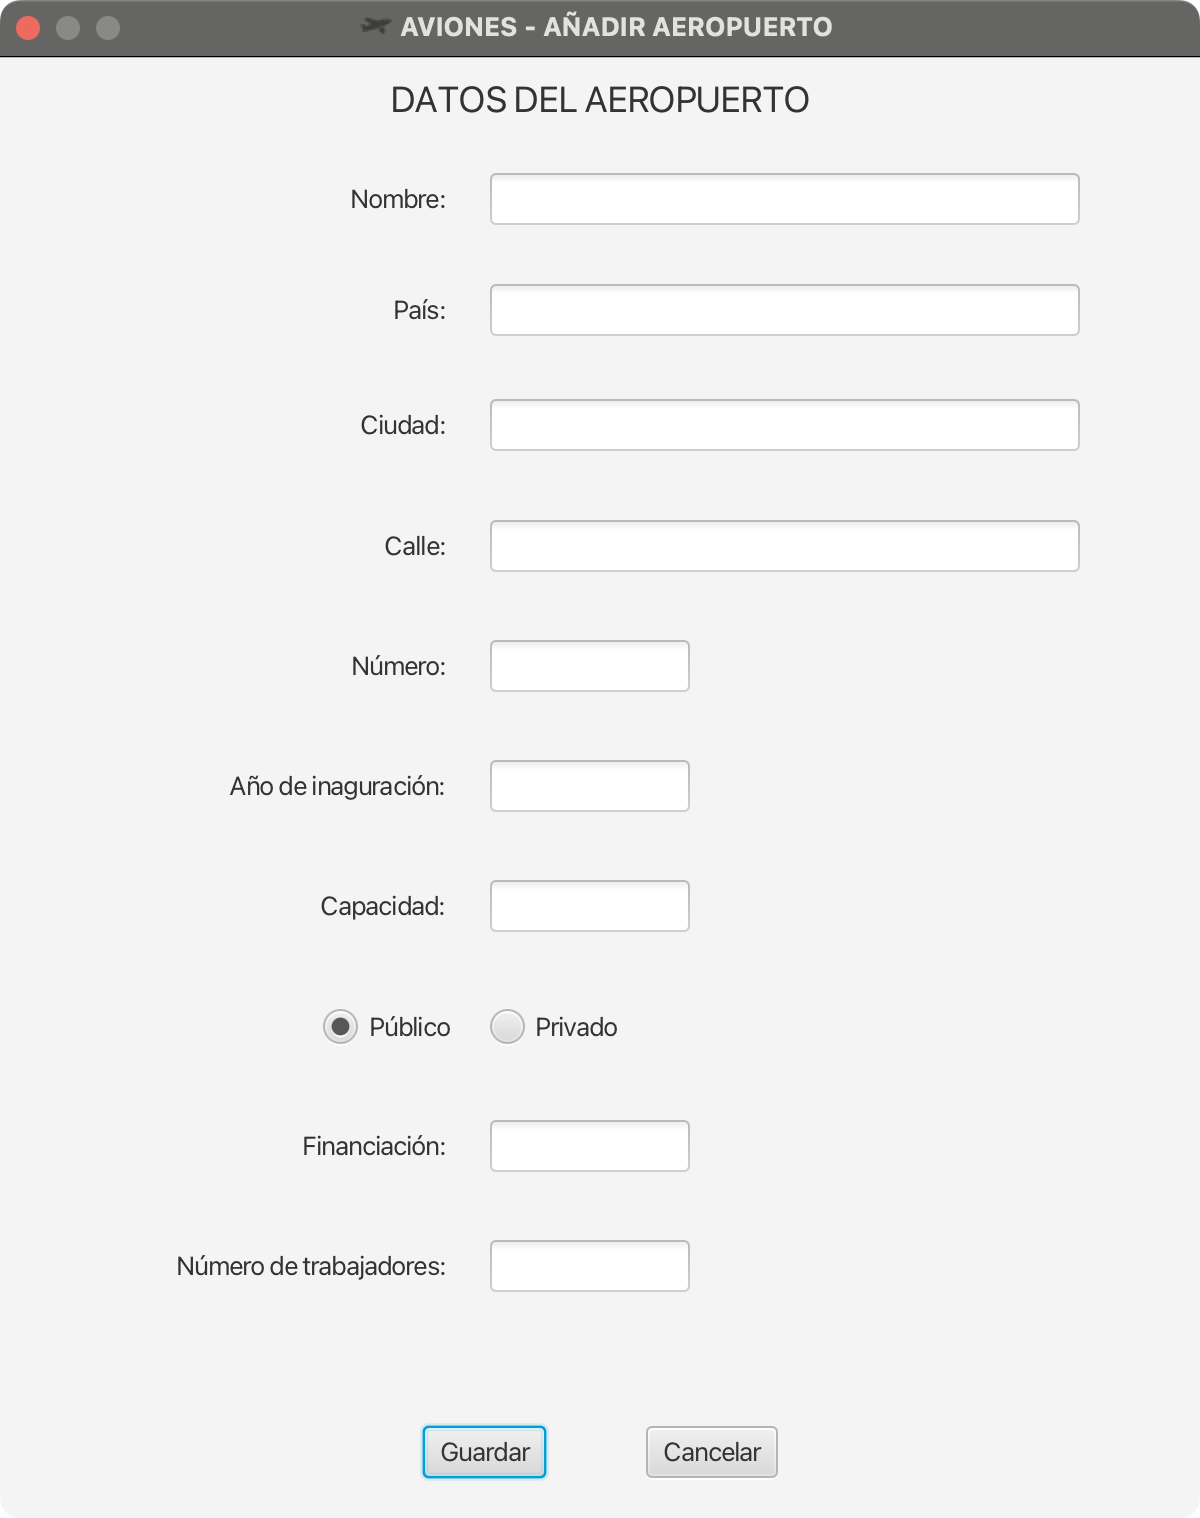 AVIONES - AÑADIR AEROPUERTO
DATOS DEL AEROPUERTO
Nombre:
País:
Ciudad:
Calle:
Número:
Año de inaguración:
Capacidad:
Público Privado
Financiación:
Número de trabajadores:
Guardar Cancelar